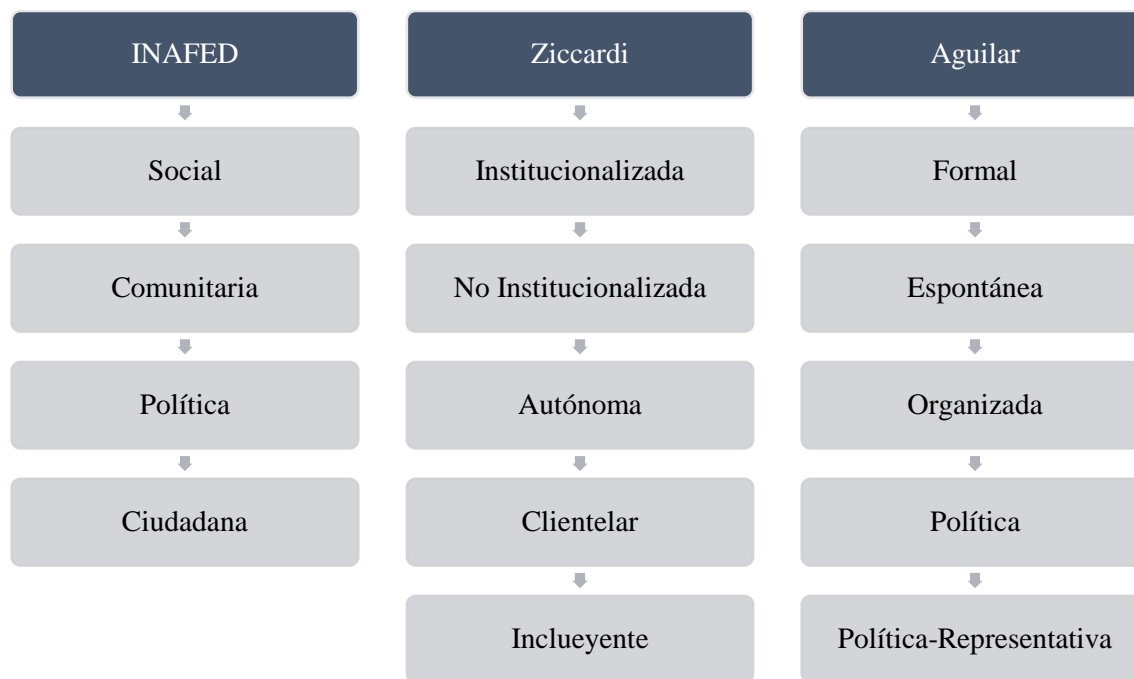 INAFED
Social
Comunitaria
Política
Ciudadana
Ziccardi
Institucionalizada
No Institucionalizada
Autónoma
Clientelar
Inclueyente
Aguilar
Formal
Espontánea
Organizada
Política
Política-Representativa